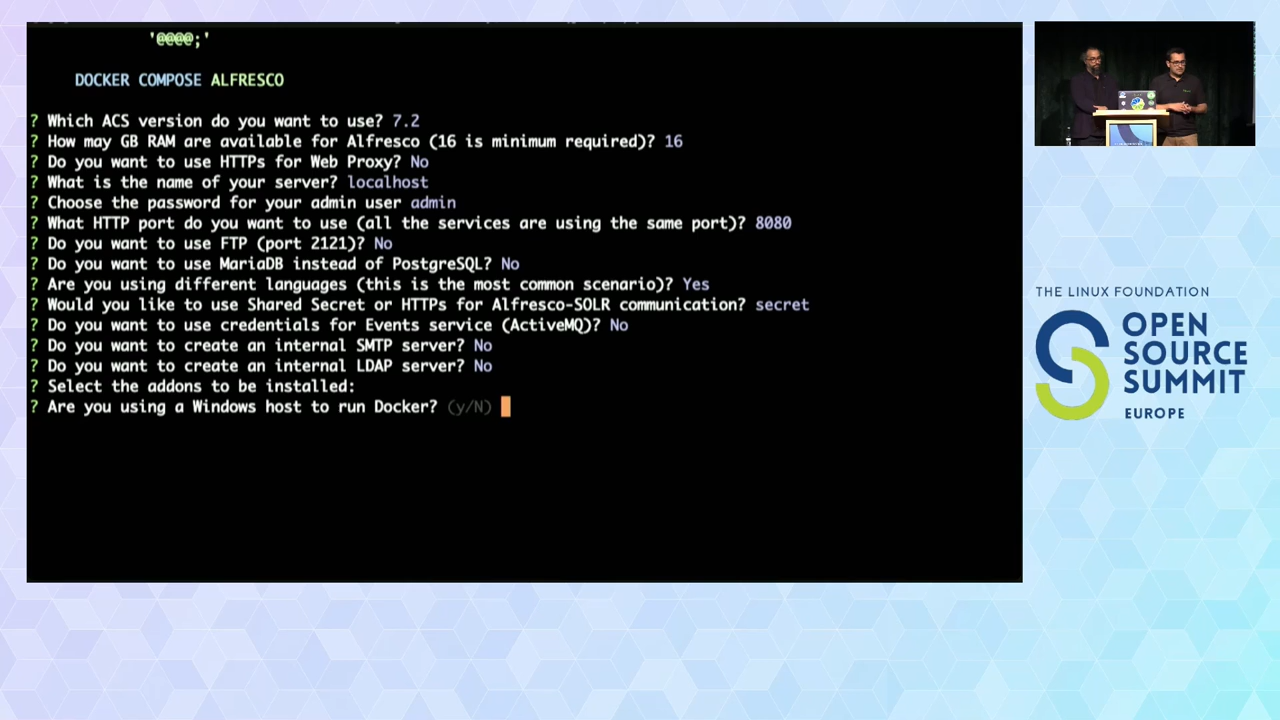 '@@@@;'
DOCKER COMPOSE ALFRESCO
? Which ACS version do you want to use? 7.2
? How may GB RAM are available for Alfresco (16 is minimum required)? 16
? Do you want to use HTTPs for Web Proxy? No
? What is the name of your server? localhost
? Choose the password for your admin user admin
? What HTTP port do you want to use (all the services are using the same port)? 8080
? Do you want to use FTP (port 2121)? No
? Do you want to use MariaDB instead of PostgreSQL? No
? Are you using different languages (this is the most common scenario)? Yes
? Would you like to use Shared Secret or HTTPs for Alfresco-SOLR communication? secret
? Do you want to use credentials for Events service (ActiveMQ)? No
? Do you want to create an internal SMTP server? No
? Do you want to create an internal LDAP server? No
? Select the addons to be installed:
? Are you using a Windows host to run Docker? (y/N)
THE LINUX FOUNDATION
OPEN
SOURCE
SUMMIT
EUROPE